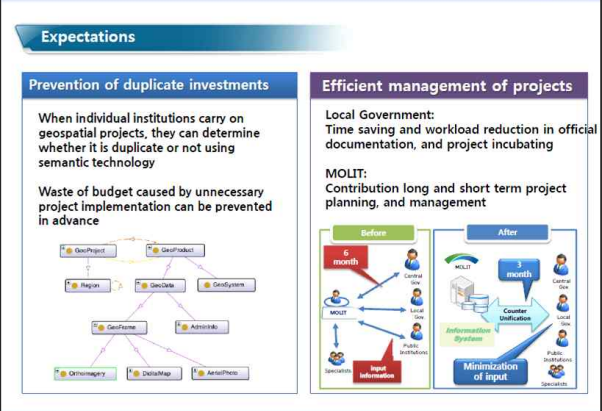 Expectations
Prevention of duplicate investments
When individual institutions carry on
geospatial projects, they can determine
whether it is duplicate or not using
semantic technology
Waste of budget caused by unnecessary
project implementation can be prevented
in advance
GeoProject
GeoProduct
Region
GeoData
GeoSystem
GeoFrame
AdminInfo
Orthoimagery
DigitalMap
AerialPhoto
Efficient management of projects
Local Government:
Time saving and workload reduction in official
documentation, and project incubating
MOLIT:
Contribution long and short term project
planning, and management
Before
6
month
Central
Gov
MOLIT
Local
Gov
Public
Institutions
Specialists
Input
information
After
MOLIT
3
month
Central
Gov
Counter
Unification
Local
Gov
Information
System
Public
Institutions
Minimization
of input
Specialists